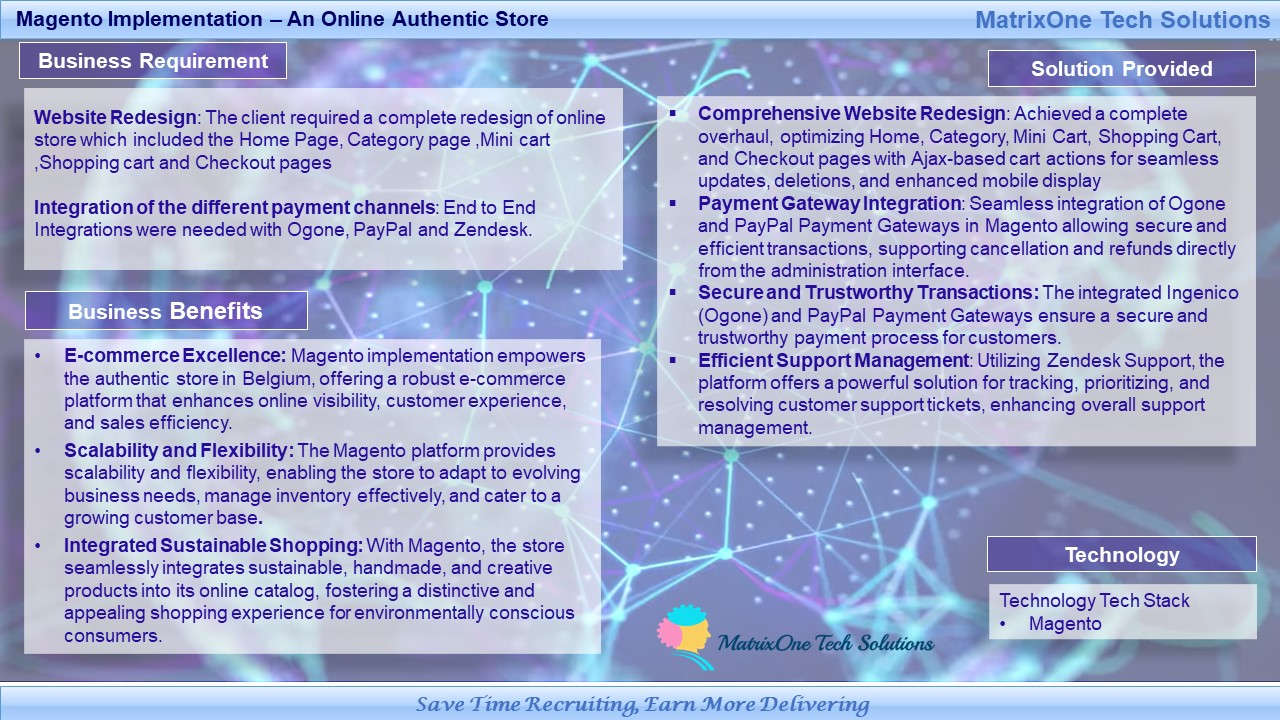 Magento Implementation – An Online Authentic Store
MatrixOne Tech Solutions
Business Requirement
Website Redesign: The client required a complete redesign of online
store which included the Home Page, Category page ,Mini cart
,Shopping cart and Checkout pages
Integration of the different payment channels: End to End
Integrations were needed with Ogone, PayPal and Zendesk.
Business Benefits
• E-commerce Excellence: Magento implementation empowers
the authentic store in Belgium, offering a robust e-commerce
platform that enhances online visibility, customer experience,
and sales efficiency.
• Scalability and Flexibility: The Magento platform provides
scalability and flexibility, enabling the store to adapt to evolving
business needs, manage inventory effectively, and cater to a
growing customer base.
• Integrated Sustainable Shopping: With Magento, the store
seamlessly integrates sustainable, handmade, and creative
products into its online catalog, fostering a distinctive and
appealing shopping experience for environmentally conscious
consumers.
Solution Provided
▪ Comprehensive Website Redesign: Achieved a complete
overhaul, optimizing Home, Category, Mini Cart, Shopping Cart,
and Checkout pages with Ajax-based cart actions for seamless
updates, deletions, and enhanced mobile display
▪ Payment Gateway Integration: Seamless integration of Ogone
and PayPal Payment Gateways in Magento allowing secure and
efficient transactions, supporting cancellation and refunds directly
from the administration interface.
▪ Secure and Trustworthy Transactions: The integrated Ingenico
(Ogone) and PayPal Payment Gateways ensure a secure and
trustworthy payment process for customers.
▪ Efficient Support Management: Utilizing Zendesk Support, the
platform offers a powerful solution for tracking, prioritizing, and
resolving customer support tickets, enhancing overall support
management.
Technology
Technology Tech Stack
• Magento
MatrixOne Tech Solutions
Save Time Recruiting, Earn More Delivering